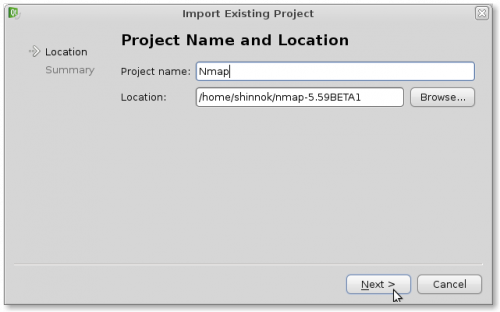 Import Existing Project
Project Name and Location
Location
Summary
Project name: Nmap
Location: /home/shinnok/nmap-5.59BETA1 Browse...
Next > Cancel